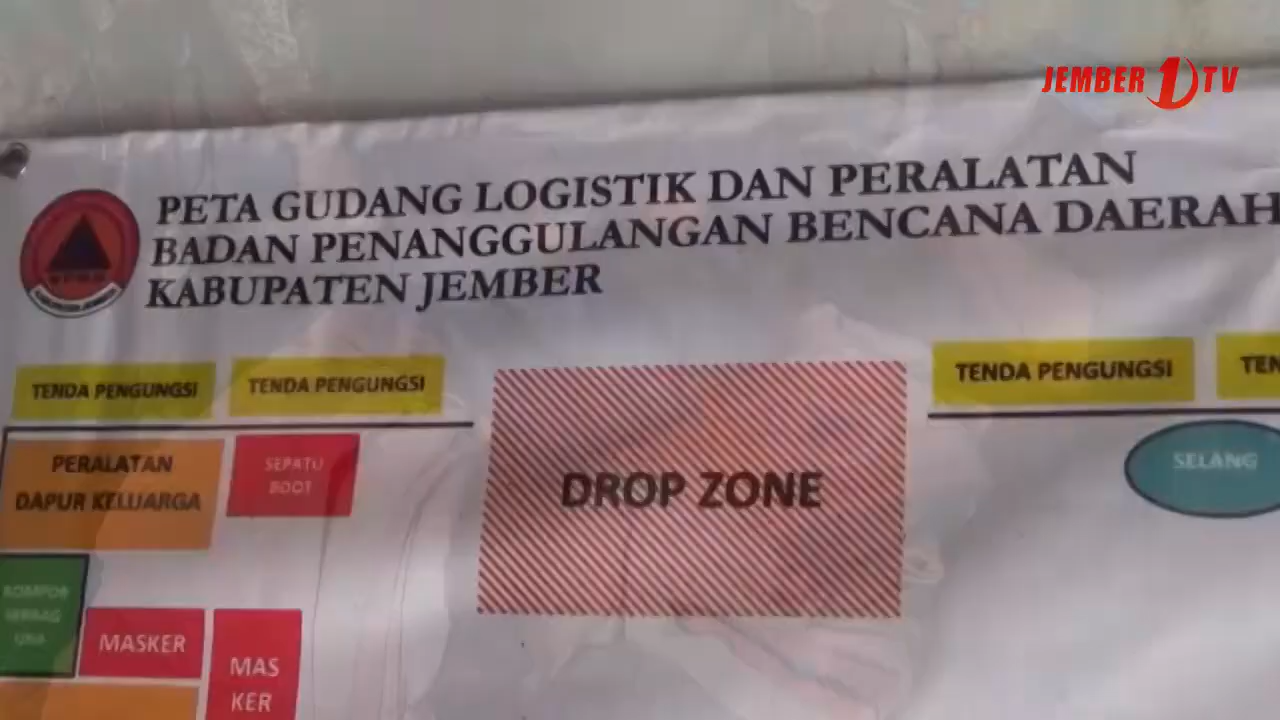 JEMBER 1 TV
PETA GUDANG LOGISTIK DAN PERALATAN
BADAN PENANGGULANGAN BENCANA DAERAH
KABUPATEN JEMBER
TENDA PENGUNGSI
TENDA PENGUNGSI
TENDA PENGUNGSI
TEN
PERALATAN
DAPUR KELUARGA
SEPATU
BOOT
DROP ZONE
SELANG
MASKER
MAS
KER